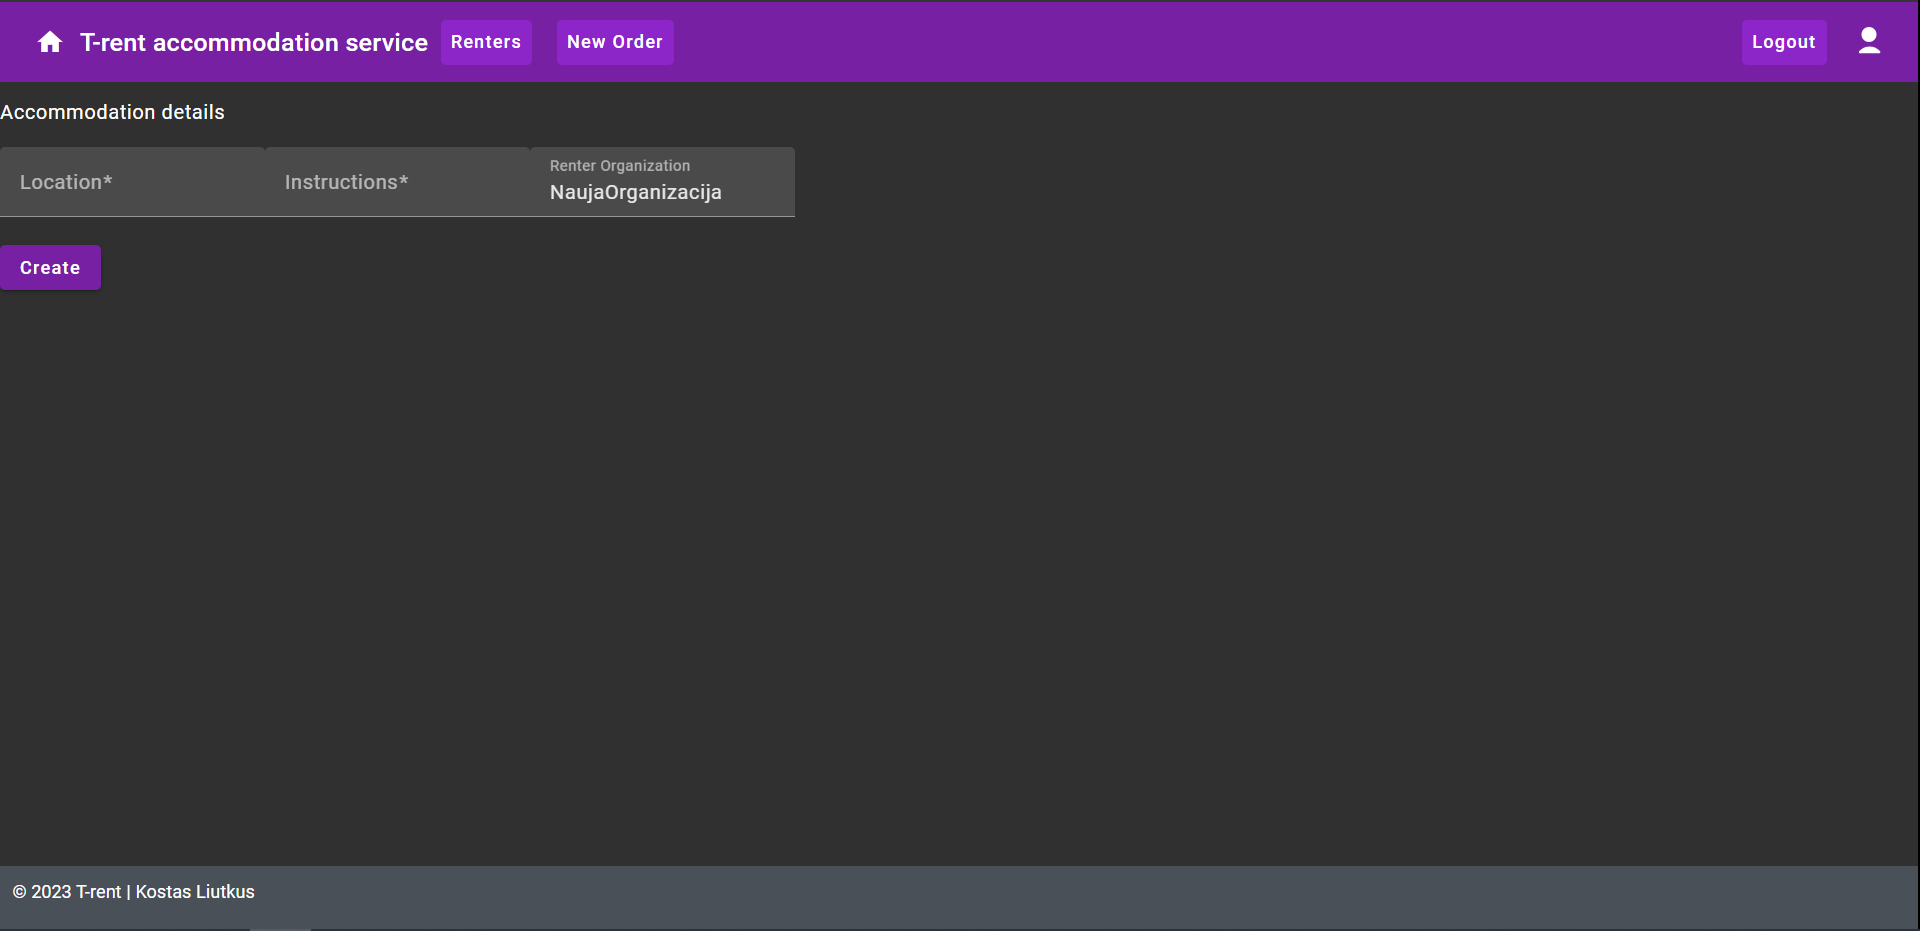 T-rent accommodation service Renters New Order Logout
Accommodation details
Location* Instructions* Renter Organization
NaujaOrganizacija
Create
© 2023 T-rent | Kostas Liutkus